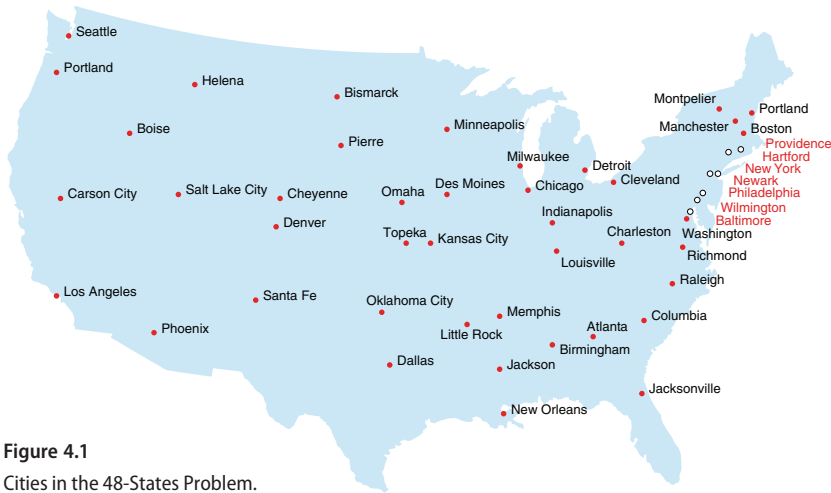 Seattle
Portland
Helena
Bismarck
Boise
Minneapolis
Pierre
Montpelier
Portland
Manchester
Boston
Providence
Hartford
New York
Newark
Philadelphia
Wilmington
Baltimore
Milwaukee
Detroit
Cleveland
Chicago
Carson City
Salt Lake City
Cheyenne
Omaha
Des Moines
Denver
Indianapolis
Topeka
Kansas City
Charleston
Washington
Louisville
Richmond
Raleigh
Los Angeles
Santa Fe
Oklahoma City
Memphis
Columbia
Phoenix
Little Rock
Atlanta
Birmingham
Dallas
Jackson
Jacksonville
New Orleans
Figure 4.1
Cities in the 48-States Problem.